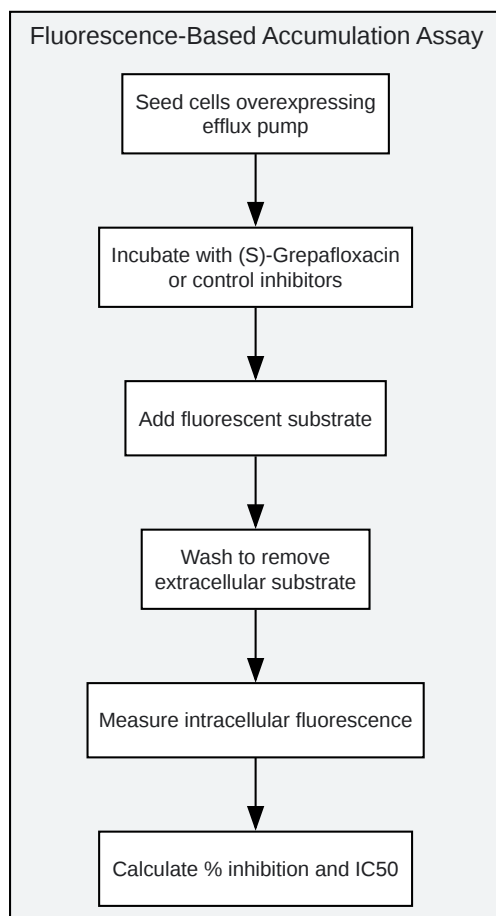 Fluorescence-Based Accumulation Assay
Seed cells overexpressing
efflux pump
Incubate with (S)-Grepafloxacin
or control inhibitors
Add fluorescent substrate
Wash to remove
extracellular substrate
Measure intracellular fluorescence
Calculate % inhibition and IC50